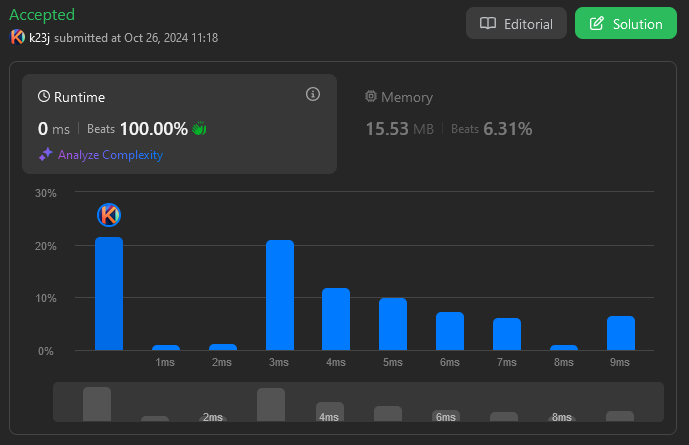 Accepted
Editorial
Solution
k23j submitted at Oct 26, 2024 11:18
Runtime
Memory
0 ms | Beats 100.00%
15.53 MB | Beats 6.31%
Analyze Complexity
30%
20%
10%
0%
1ms 2ms 3ms 4ms 5ms 6ms 7ms 8ms 9ms
2ms 4ms 6ms 8ms